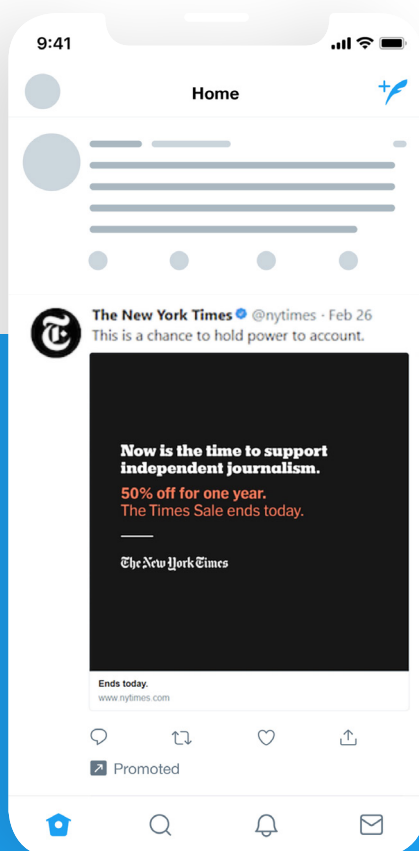 9:41
Home
The New York Times @nytimes · Feb 26
This is a chance to hold power to account.
Now is the time to support
independent journalism.
50% off for one year.
The Times Sale ends today.
The New York Times
Ends today.
www.nytimes.com
Promoted